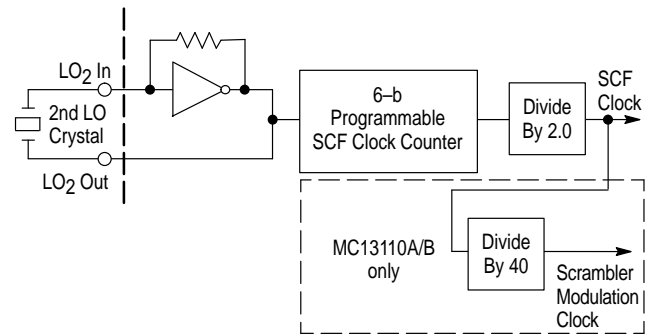 LO2 In
2nd LO
Crystal
LO2 Out
6–b
Programmable
SCF Clock Counter
Divide
By 2.0
SCF
Clock
MC13110A/B
only
Divide
By 40
Scrambler
Modulation
Clock